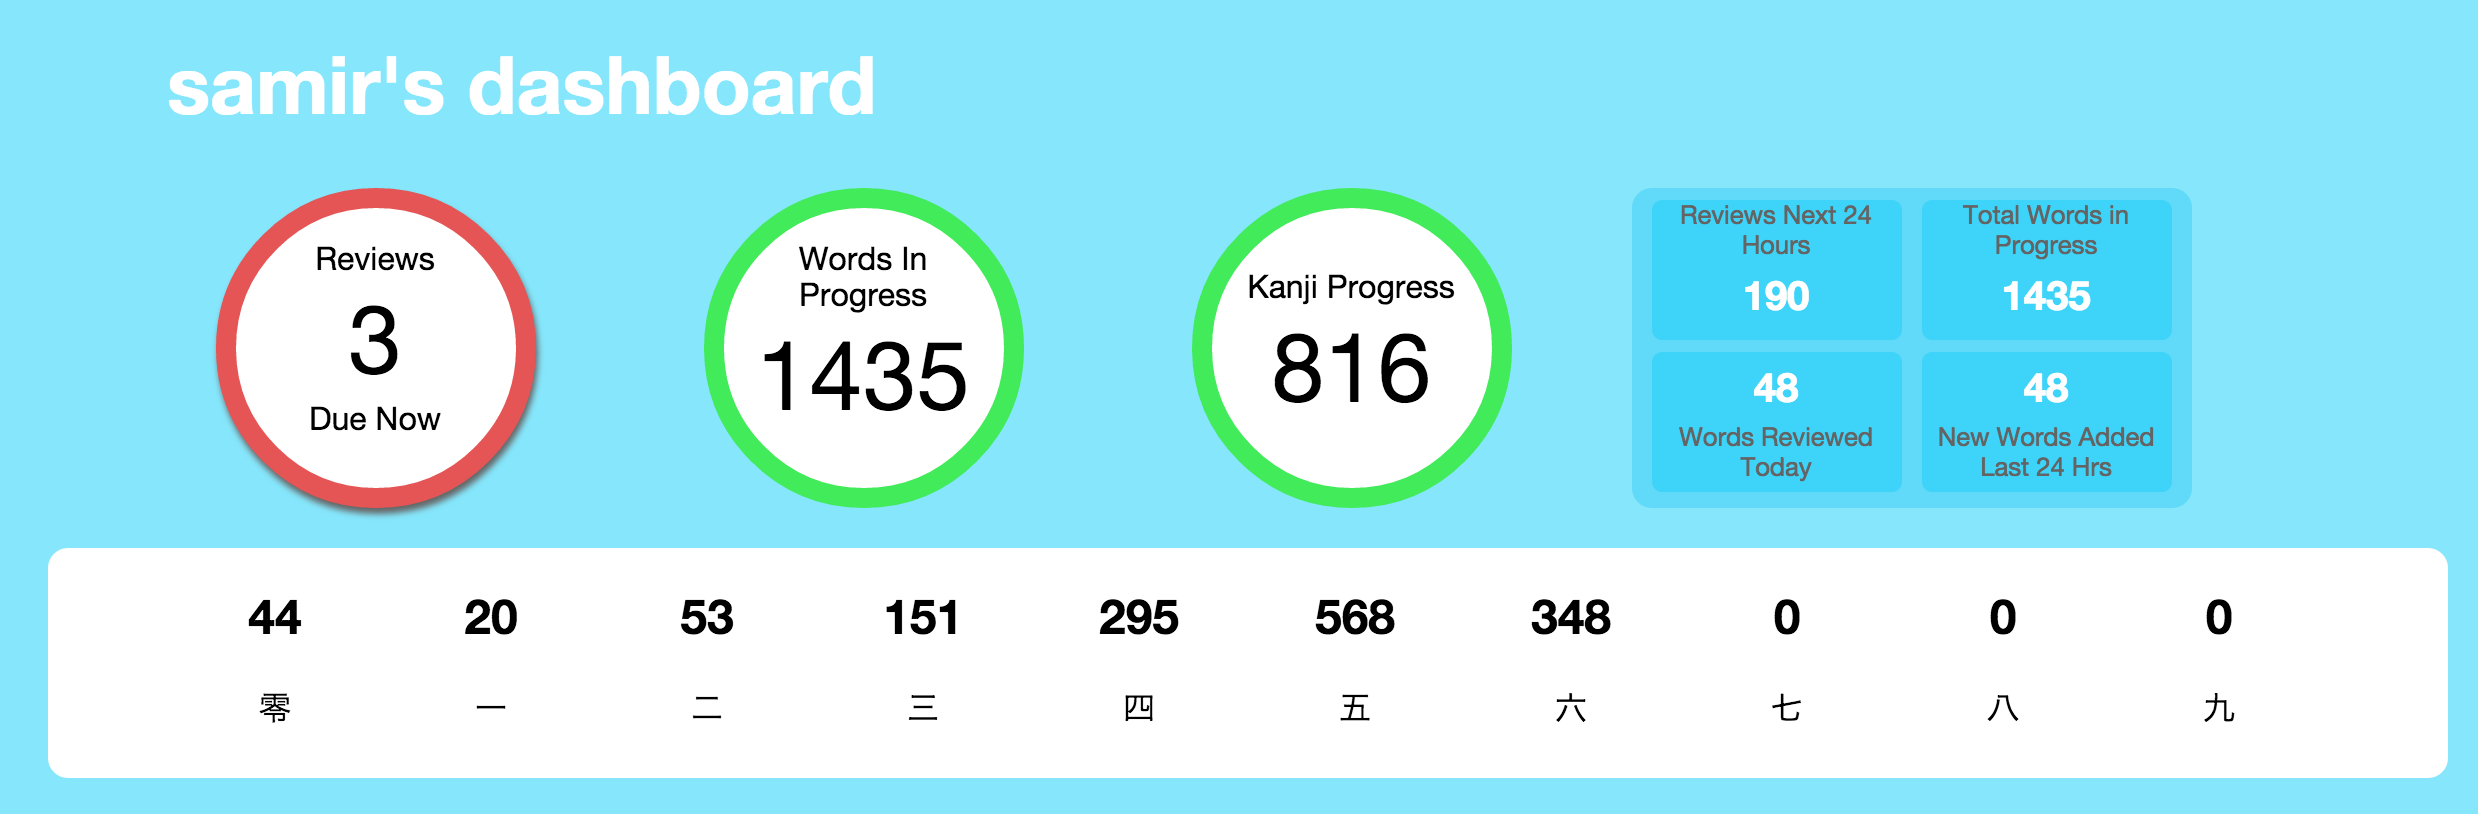 samir's dashboard
Reviews
3
Due Now
Words In
Progress
1435
Kanji Progress
816
Reviews Next 24
Hours
190
Total Words in
Progress
1435
48
Words Reviewed
Today
48
New Words Added
Last 24 Hrs
44 20 53 151 295 568 348 0 0 0
零 一 二 三 四 五 六 七 八 九